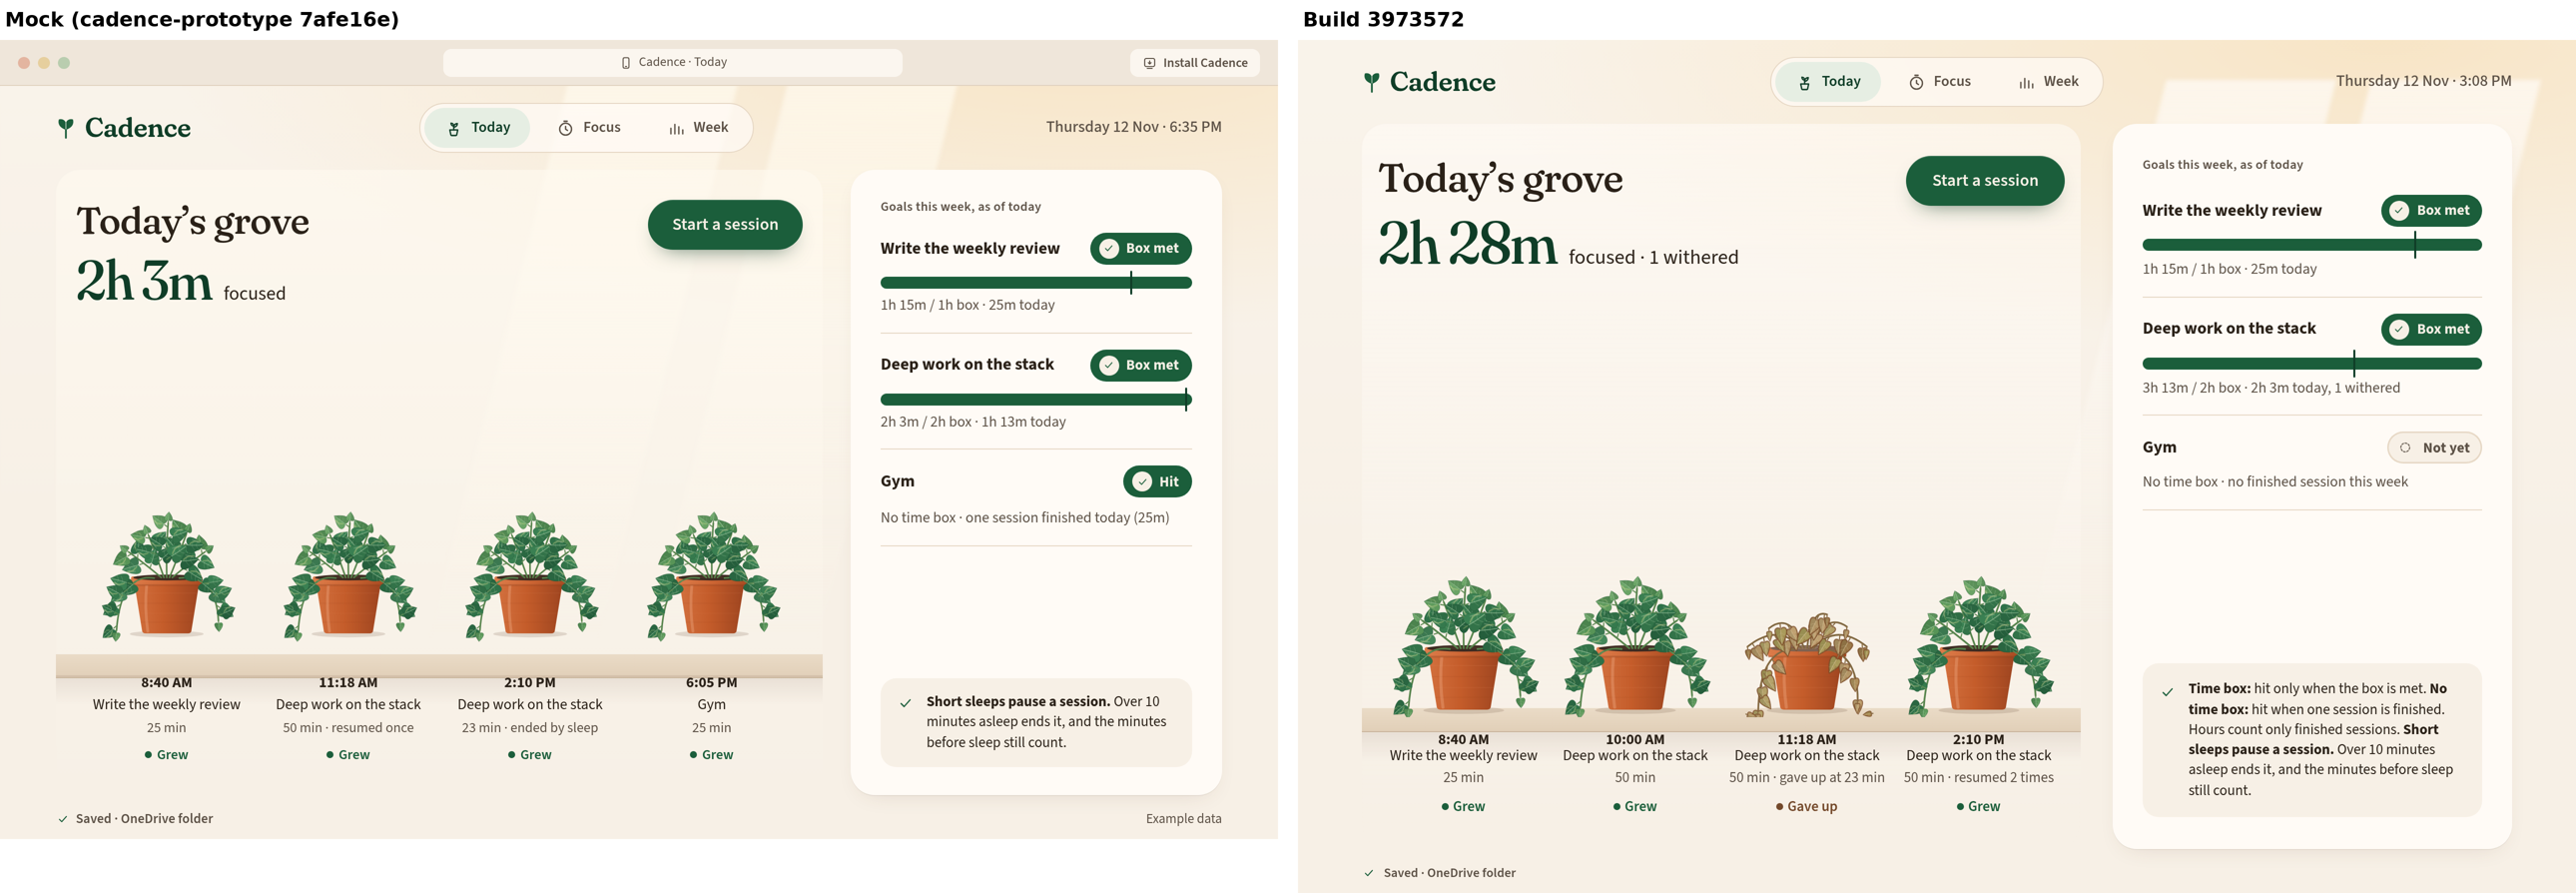 Mock (cadence-prototype 7afe16e)
Cadence · Today
Install Cadence
Cadence
Today
Focus
Week
Thursday 12 Nov · 6:35 PM
Today’s grove
Start a session
2h 3m focused
Goals this week, as of today
Write the weekly review
Box met
1h 15m / 1h box · 25m today
Deep work on the stack
Box met
2h 3m / 2h box · 1h 13m today
Gym
Hit
No time box · one session finished today (25m)
8:40 AM
Write the weekly review
25 min
Grew
11:18 AM
Deep work on the stack
50 min · resumed once
Grew
2:10 PM
Deep work on the stack
23 min · ended by sleep
Grew
6:05 PM
Gym
25 min
Grew
Short sleeps pause a session. Over 10
minutes asleep ends it, and the minutes
before sleep still count.
Saved · OneDrive folder
Example data
Build 3973572
Cadence
Today
Focus
Week
Thursday 12 Nov · 3:08 PM
Today’s grove
Start a session
2h 28m focused · 1 withered
Goals this week, as of today
Write the weekly review
Box met
1h 15m / 1h box · 25m today
Deep work on the stack
Box met
3h 13m / 2h box · 2h 3m today, 1 withered
Gym
Not yet
No time box · no finished session this week
8:40 AM
Write the weekly review
25 min
Grew
10:00 AM
Deep work on the stack
50 min
Grew
11:18 AM
Deep work on the stack
50 min · gave up at 23 min
Gave up
2:10 PM
Deep work on the stack
50 min · resumed 2 times
Grew
Time box: hit only when the box is met. No
time box: hit when one session is finished.
Hours count only finished sessions. Short
sleeps pause a session. Over 10 minutes
asleep ends it, and the minutes before sleep
still count.
Saved · OneDrive folder